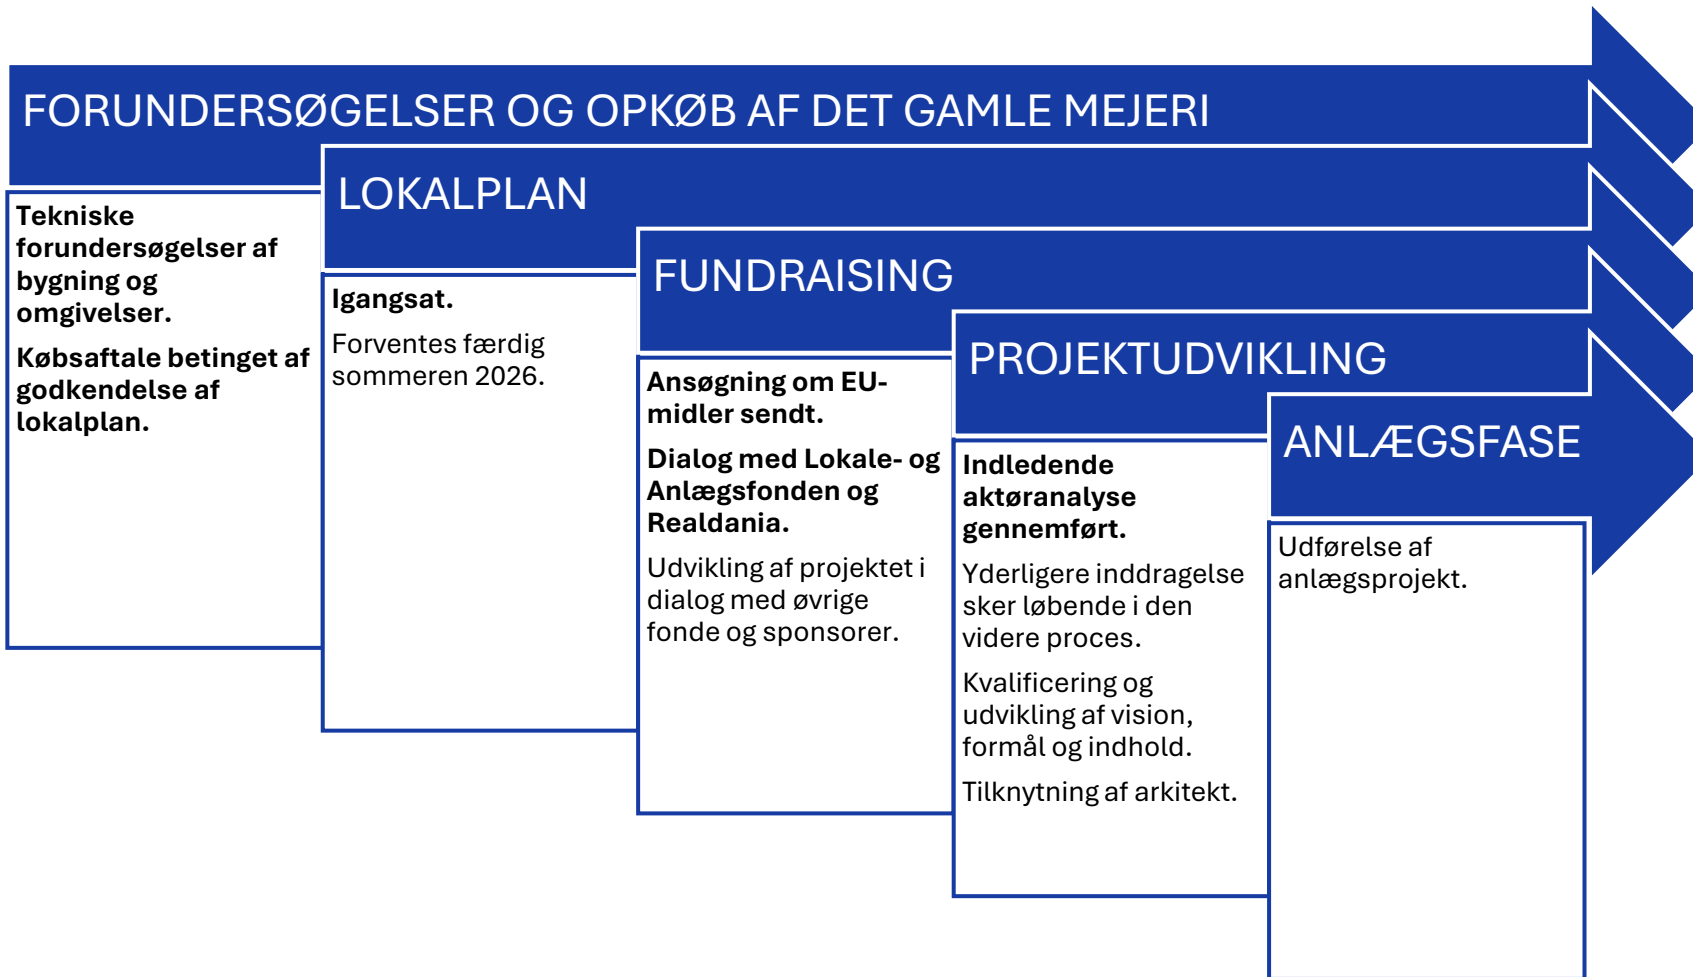 FORUNDERSØGELSER OG OPKØB AF DET GAMLE MEJERI
Tekniske
forundersøgelser af
bygning og
omgivelser.
Købsaftale betinget af
godkendelse af
lokalplan.
LOKALPLAN
Igangsat.
Forventes færdig
sommeren 2026.
FUNDRAISING
Ansøgning om EU-
midler sendt.
Dialog med Lokale- og
Anlægsfonden og
Realdania.
Udvikling af projektet i
dialog med øvrige
fonde og sponsorer.
PROJEKTUDVIKLING
Indledende
aktøranalyse
gennemført.
Yderligere inddragelse
sker løbende i den
videre proces.
Kvalificering og
udvikling af vision,
formål og indhold.
Tilknytning af arkitekt.
ANLÆGSFASE
Udførelse af
anlægsprojekt.